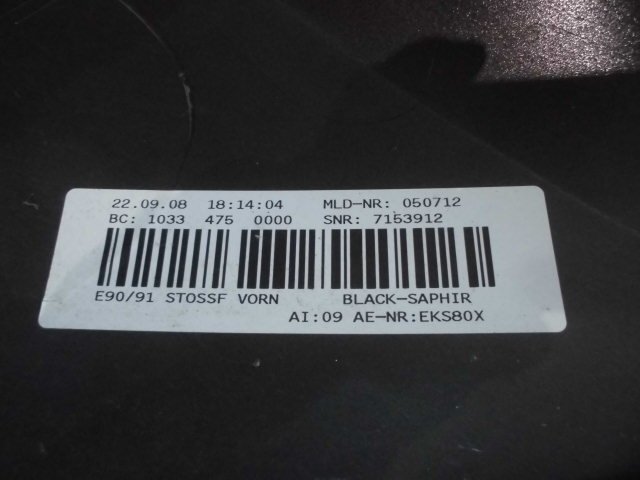 22.09.08 18:14:04 MLD-NR: 050712
BC: 1033 475 0000 SNR: 7153912
E90/91 STOSSF VORN BLACK-SAPHIR
AI:09 AE-NR:EKS80X